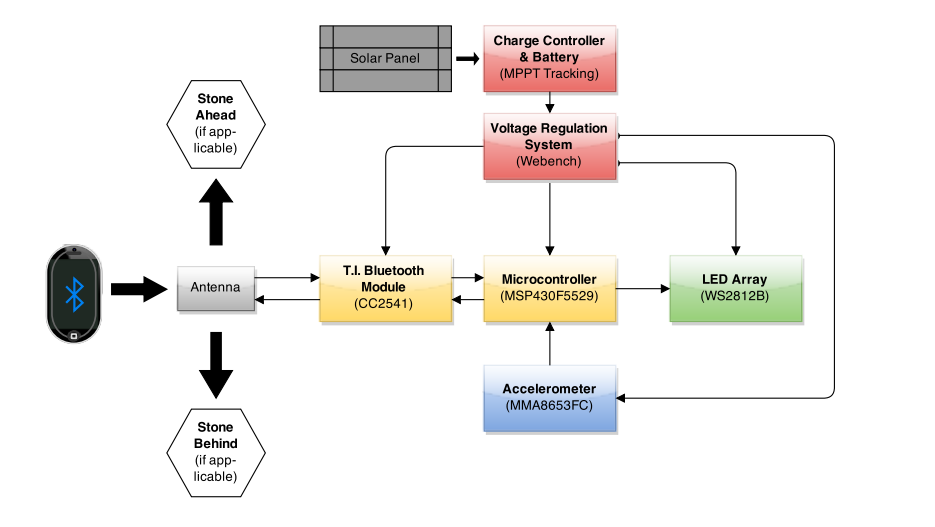 Solar Panel
Charge Controller
& Battery
(MPPT Tracking)
Stone
Ahead
(if app-
licable)
Voltage Regulation
System
(Webench)
Antenna
T.I. Bluetooth
Module
(CC2541)
Microcontroller
(MSP430F5529)
LED Array
(WS2812B)
Accelerometer
(MMA8653FC)
Stone
Behind
(if app-
licable)